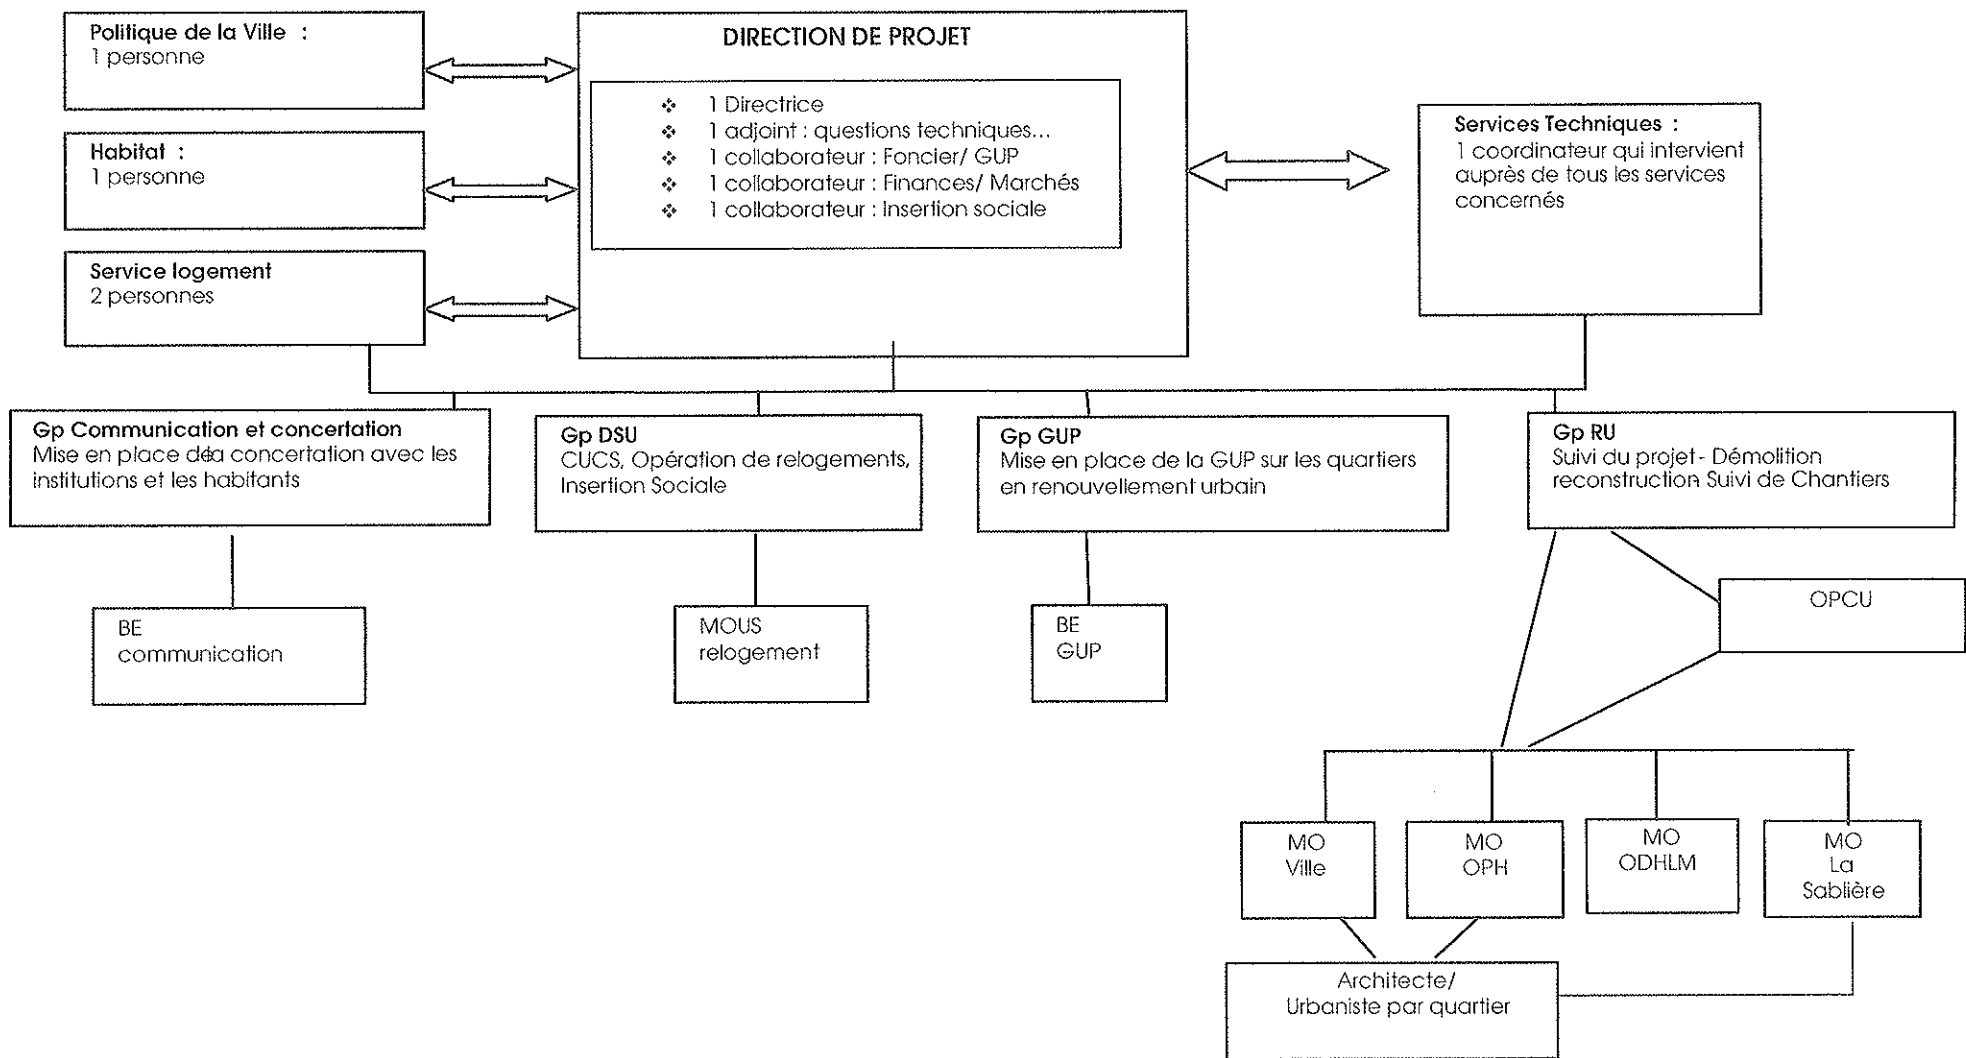 Politique de la Ville :
1 personne
DIRECTION DE PROJET
❖ 1 Directrice
❖ 1 adjoint : questions techniques...
❖ 1 collaborateur : Foncier/ GUP
❖ 1 collaborateur : Finances/ Marchés
❖ 1 collaborateur : Insertion sociale
Habitat :
1 personne
Service logement
2 personnes
Services Techniques :
1 coordinateur qui intervient
auprès de tous les services
concernés
Gp Communication et concertation
Mise en place de la concertation avec les
institutions et les habitants
Gp DSU
CUCS, Opération de relogements,
Insertion Sociale
Gp GUP
Mise en place de la GUP sur les quartiers
en renouvellement urbain
Gp RU
Suivi du projet - Démolition
reconstruction Suivi de Chantiers
BE
communication
MOUS
relogement
BE
GUP
OPCU
MO
Ville
MO
OPH
MO
ODHLM
MO
La
Sablière
Architecte/
Urbaniste par quartier